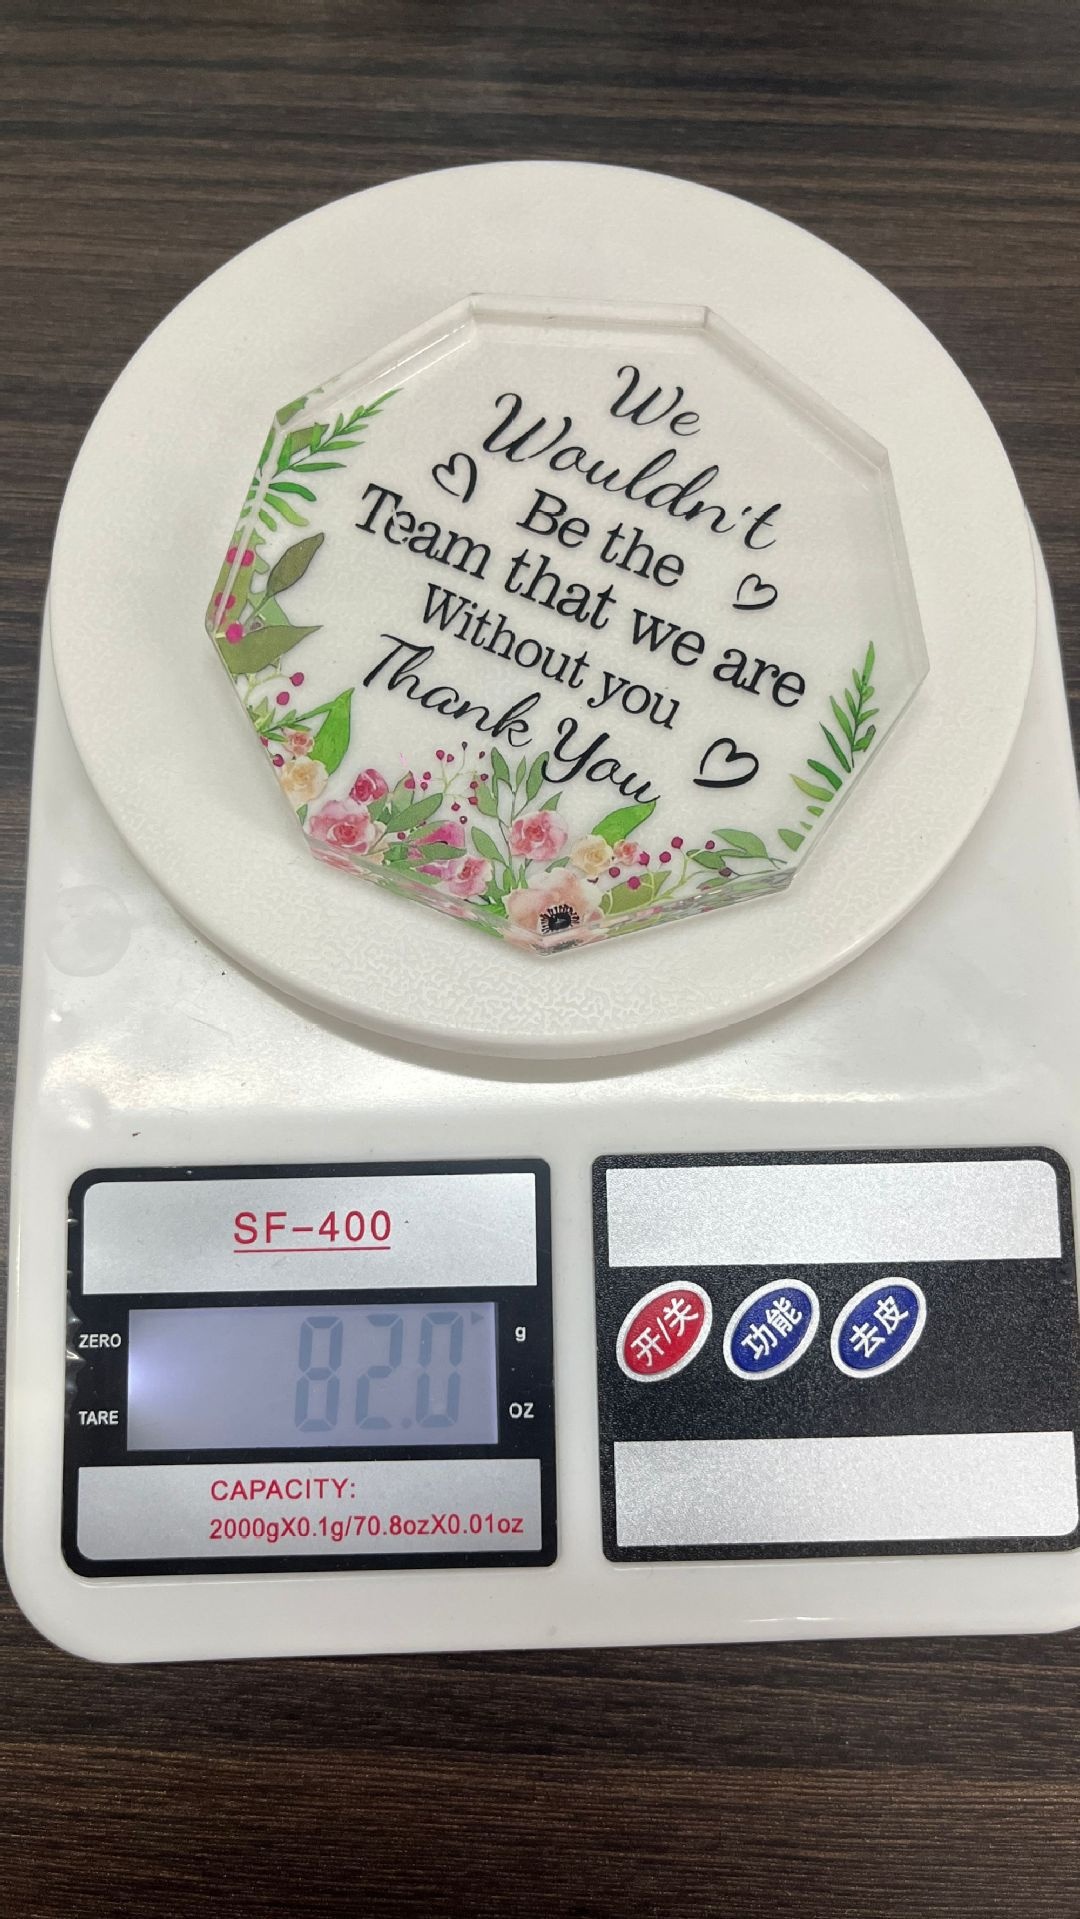 We
Wouldn't
Be the
Team that we are
Without you
Thank You
SF-400
ZERO
TARE
82.0
g
OZ
CAPACITY:
2000gX0.1g/70.8ozX0.01oz
开/关
功能
去皮